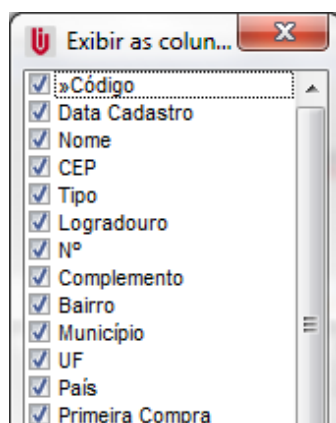 Exibir as colun...
»Código
Data Cadastro
Nome
CEP
Tipo
Logradouro
Nº
Complemento
Bairro
Município
UF
País
Primeira Compra